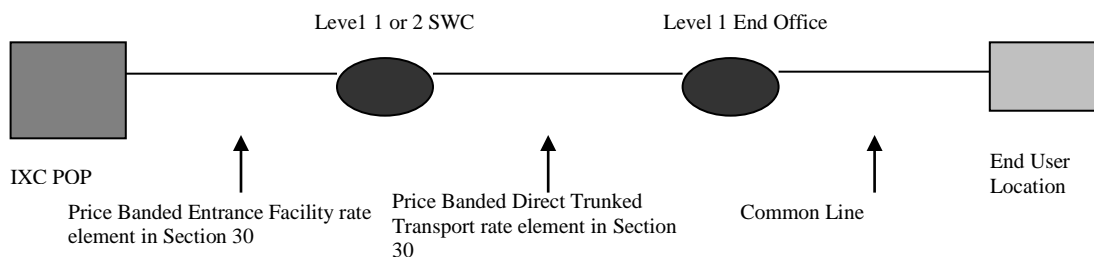 Level 1 or 2 SWC
Level 1 End Office
IXC POP
End User
Location
Price Banded Entrance Facility rate
element in Section 30
Price Banded Direct Trunked
Transport rate element in Section
30
Common Line